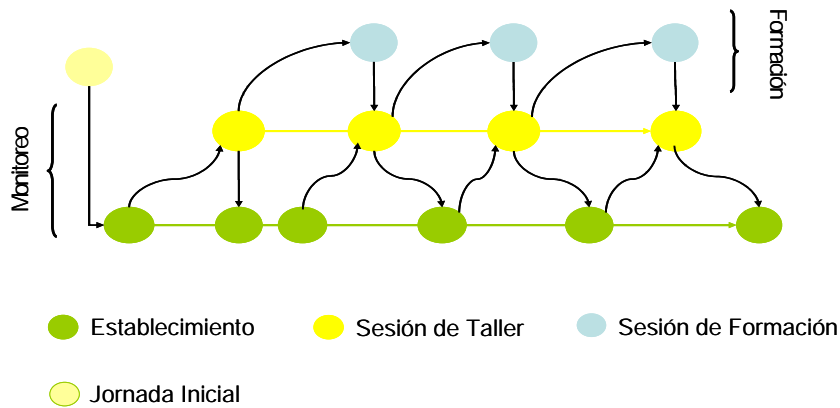 Formación
Monitoreo
Establecimiento
Sesión de Taller
Sesión de Formación
Jornada Inicial